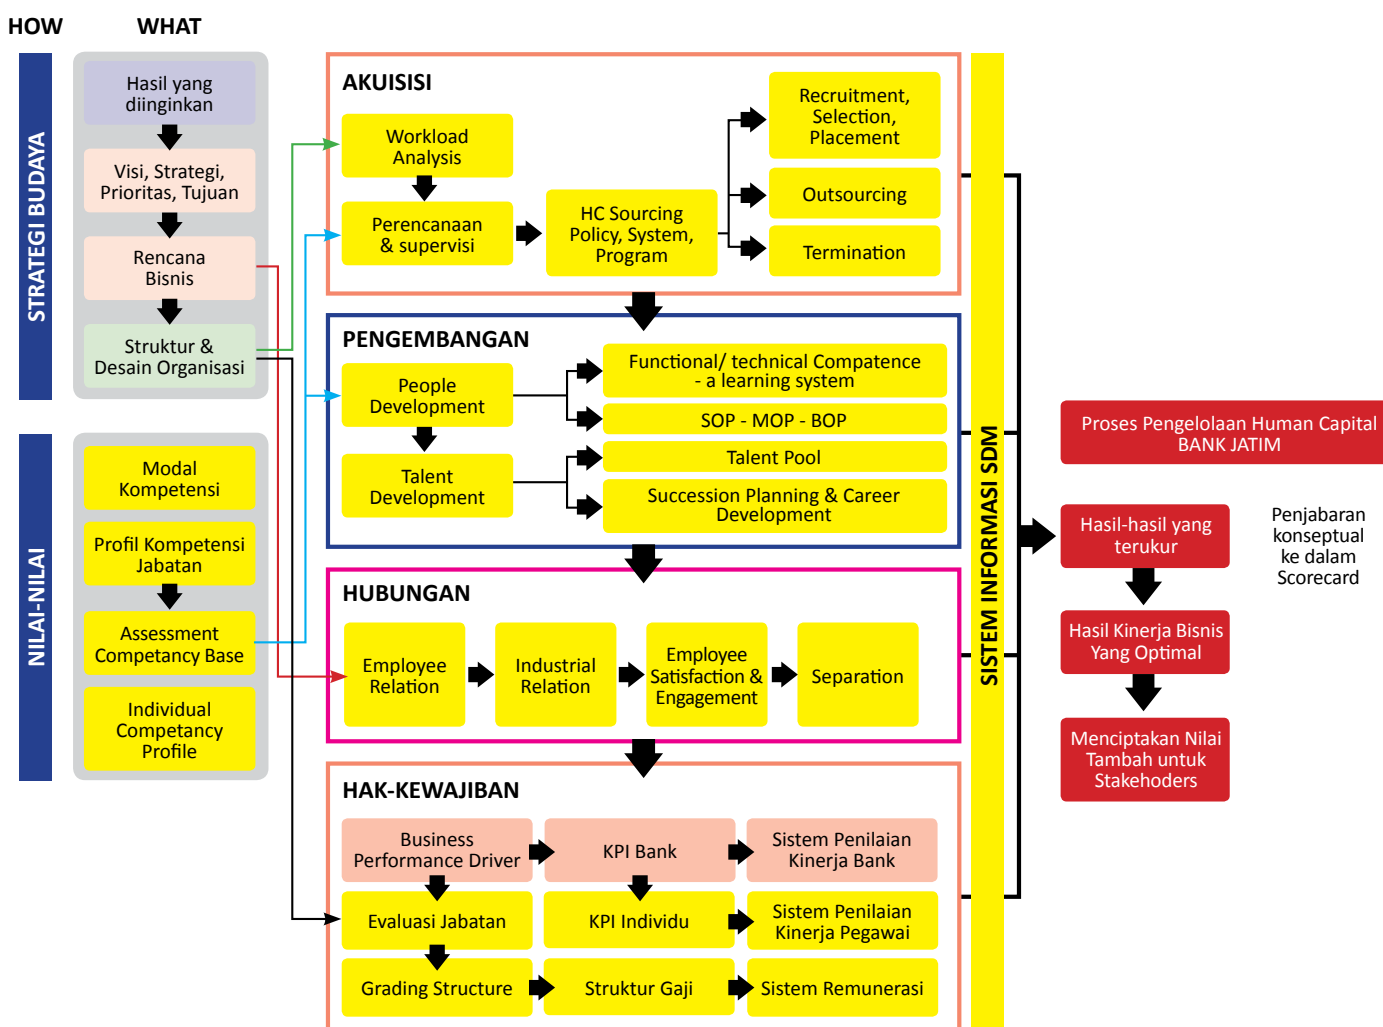 HOW
WHAT
STRATEGI BUDAYA
Hasil yang
diinginkan
Visi, Strategi,
Prioritas, Tujuan
Rencana
Bisnis
Struktur &
Desain Organisasi
NILAI-NILAI
Modal
Kompetensi
Profil Kompetensi
Jabatan
Assessment
Competancy Base
Individual
Competancy
Profile
AKUISISI
Workload
Analysis
Perencanaan
& supervisi
HC Sourcing
Policy, System,
Program
Recruitment,
Selection,
Placement
Outsourcing
Termination
PENGEMBANGAN
People
Development
Talent
Development
Functional/ technical Competence
- a learning system
SOP - MOP - BOP
Talent Pool
Succession Planning & Career
Development
HUBUNGAN
Employee
Relation
Industrial
Relation
Employee
Satisfaction &
Engagement
Separation
HAK-KEWAJIBAN
Business
Performance Driver
KPI Bank
Sistem Penilaian
Kinerja Bank
Evaluasi Jabatan
KPI Individu
Sistem Penilaian
Kinerja Pegawai
Grading Structure
Struktur Gaji
Sistem Remunerasi
SISTEM INFORMASI SDM
Proses Pengelolaan Human Capital
BANK JATIM
Hasil-hasil yang
terukur
Penjabaran
konseptual
ke dalam
Scorecard
Hasil Kinerja Bisnis
Yang Optimal
Menciptakan Nilai
Tambah untuk
Stakehoders